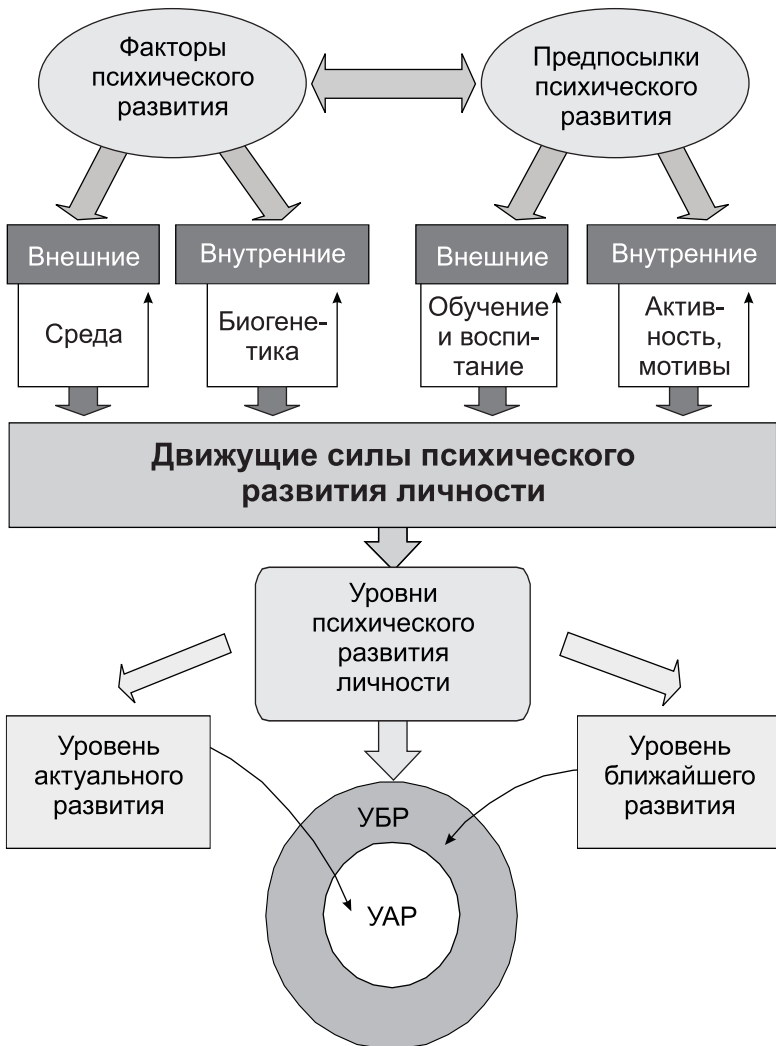 Факторы
психического
развития
Предпосылки
психического
развития
Внешние
Внутренние
Внешние
Внутренние
Среда
Биогене-
тика
Обучение
и воспи-
тание
Актив-
ность,
мотивы
Движущие силы психического
развития личности
Уровни
психического
развития
личности
Уровень
актуального
развития
Уровень
ближайшего
развития
УБР
УАР